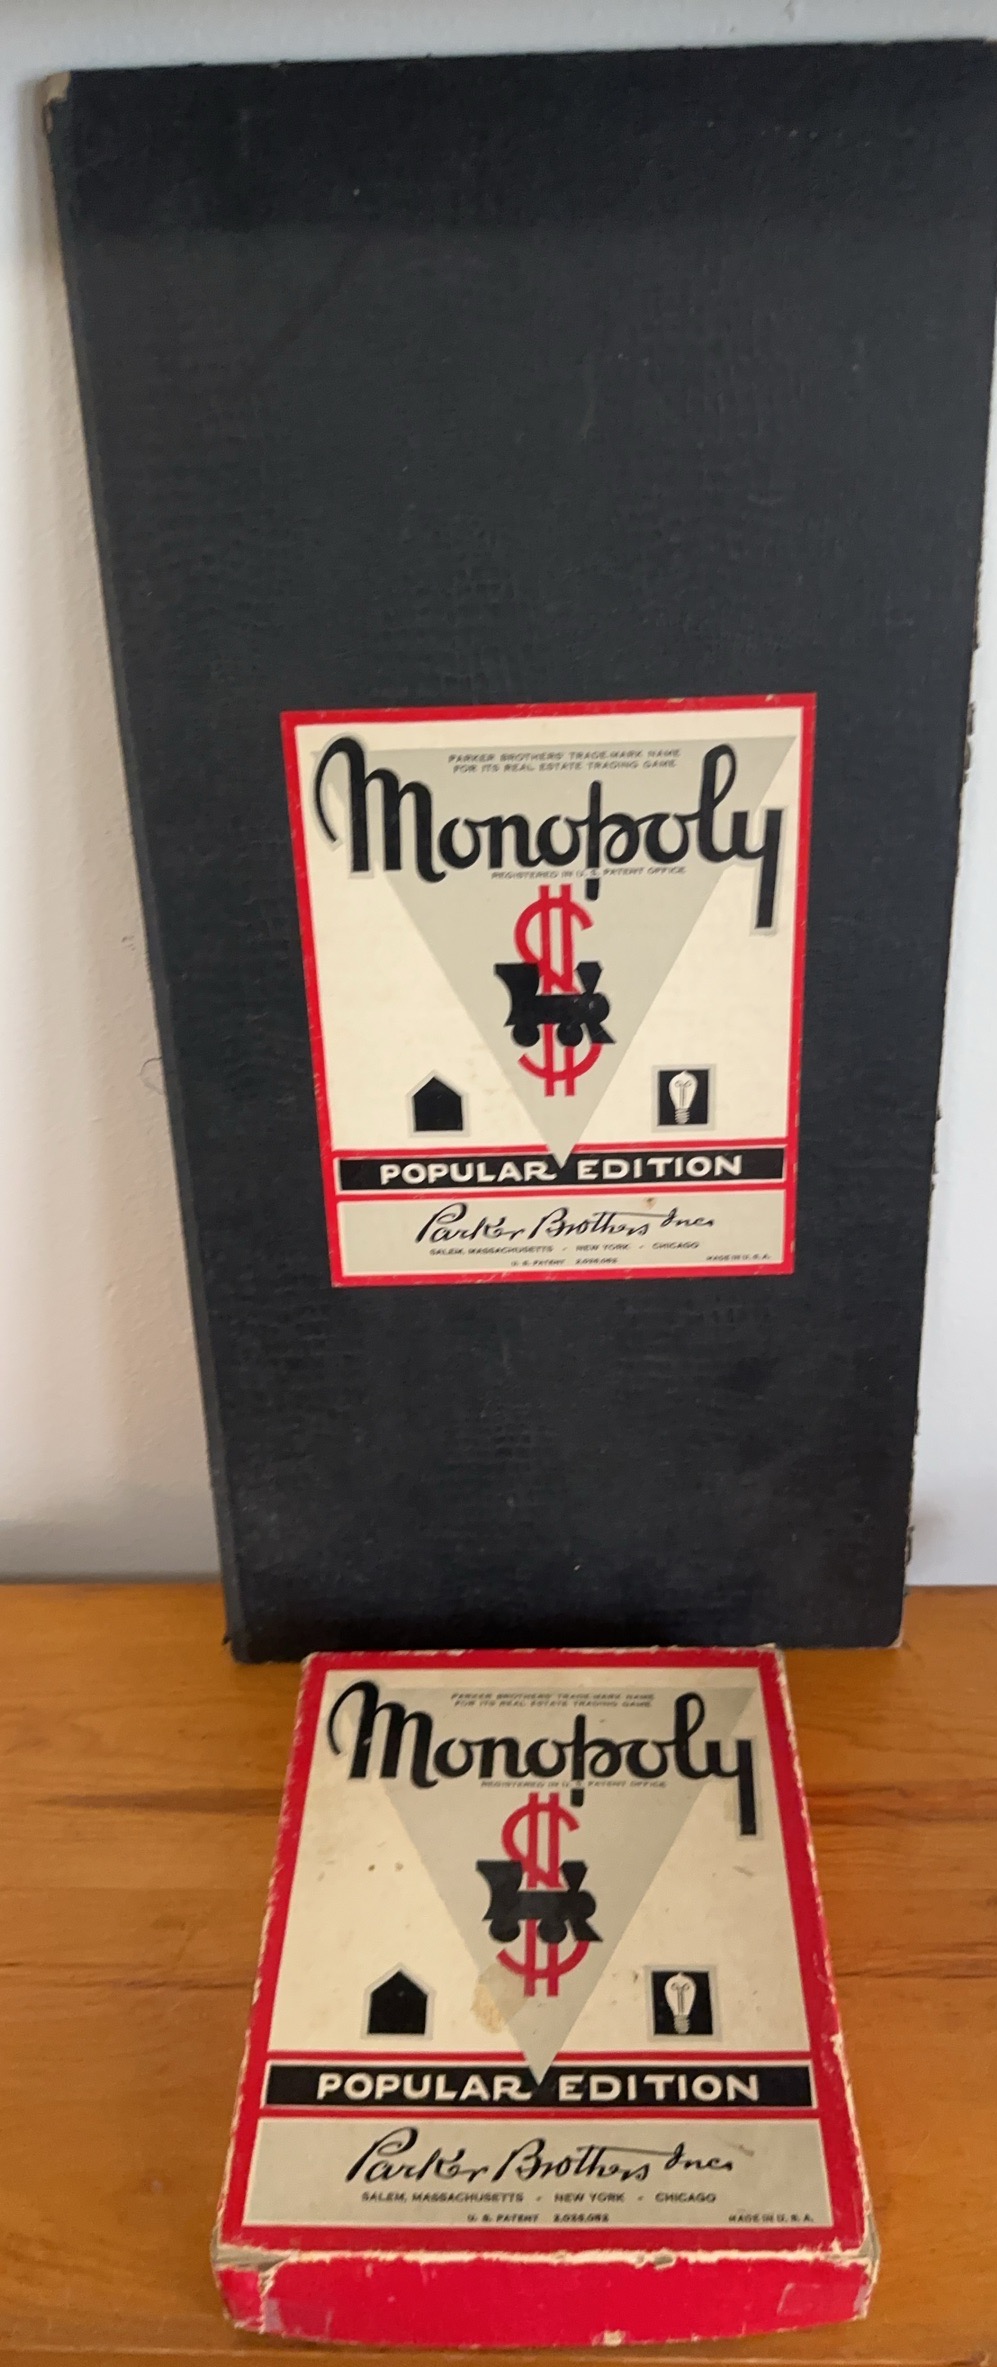 PARKER BROTHERS' TRADE-MARK NAME
FOR ITS REAL ESTATE TRADING GAME
Monopoly
REGISTERED IN U. S. PATENT OFFICE
POPULAR EDITION
Parker Brothers Inc.
SALEM, MASSACHUSETTS - NEW YORK - CHICAGO
U. S. PATENT 2,026,082 MADE IN U. S. A.
PARKER BROTHERS' TRADE-MARK NAME
FOR ITS REAL ESTATE TRADING GAME
Monopoly
REGISTERED IN U. S. PATENT OFFICE
POPULAR EDITION
Parker Brothers Inc.
SALEM, MASSACHUSETTS - NEW YORK - CHICAGO
U. S. PATENT 2,026,082 MADE IN U. S. A.